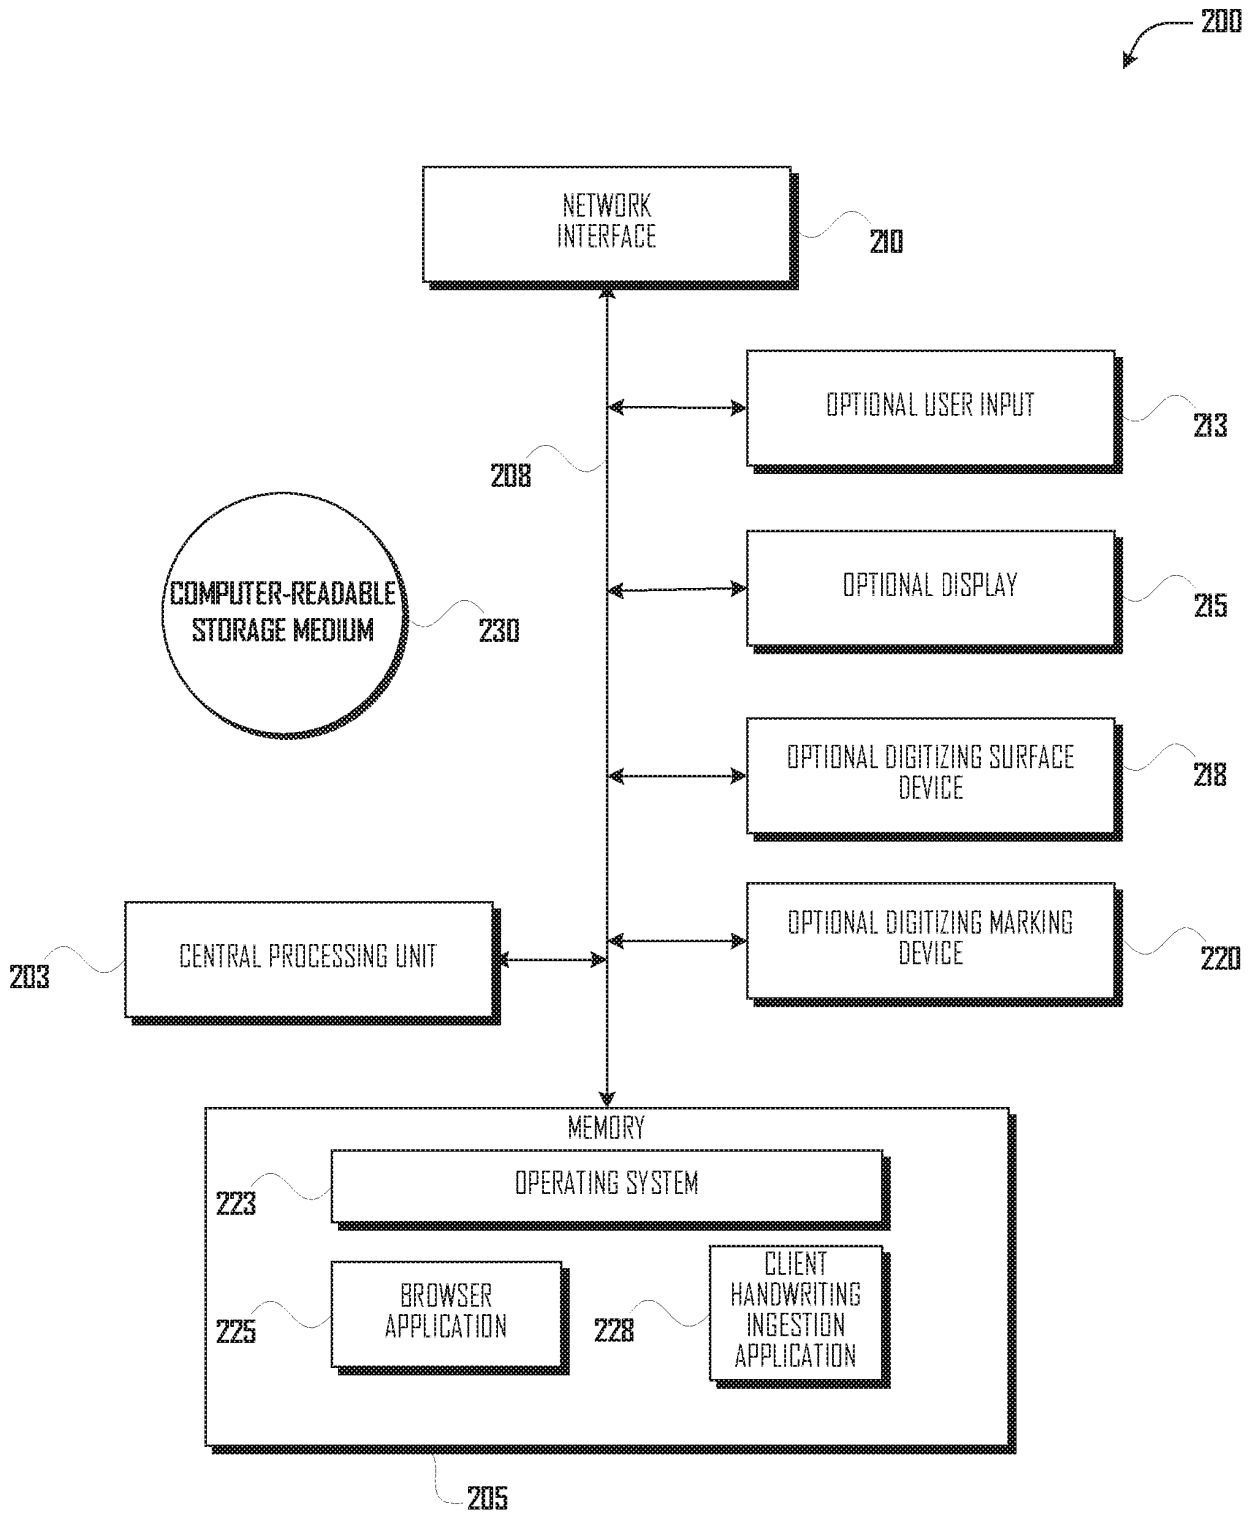 200
NETWORK
INTERFACE
210
OPTIONAL USER INPUT
213
208
COMPUTER-READABLE
STORAGE MEDIUM
230
OPTIONAL DISPLAY
215
OPTIONAL DIGITIZING SURFACE
DEVICE
218
CENTRAL PROCESSING UNIT
203
OPTIONAL DIGITIZING MARKING
DEVICE
220
MEMORY
OPERATING SYSTEM
223
BROWSER
APPLICATION
225
CLIENT
HANDWRITING
INGESTION
APPLICATION
228
205